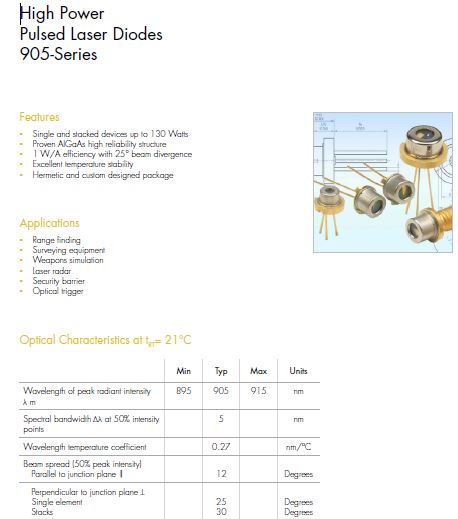 High Power
Pulsed Laser Diodes
905-Series
Features
• Single and stacked devices up to 130 Watts
• Proven AlGaAs high reliability structure
• 1 W/A efficiency with 25° beam divergence
• Excellent temperature stability
• Hermetic and custom designed package
Applications
• Range finding
• Surveying equipment
• Weapons simulation
• Laser radar
• Security barrier
• Optical trigger
Optical Characteristics at t_RT= 21°C
Min Typ Max Units
Wavelength of peak radiant intensity 895 905 915 nm
λ m
Spectral bandwidth Δλ at 50% intensity 5 nm
points
Wavelength temperature coefficient 0.27 nm/°C
Beam spread (50% peak intensity)
Parallel to junction plane ∥ 12 Degrees
Perpendicular to junction plane ⊥
Single element 25 Degrees
Stacks 30 Degrees